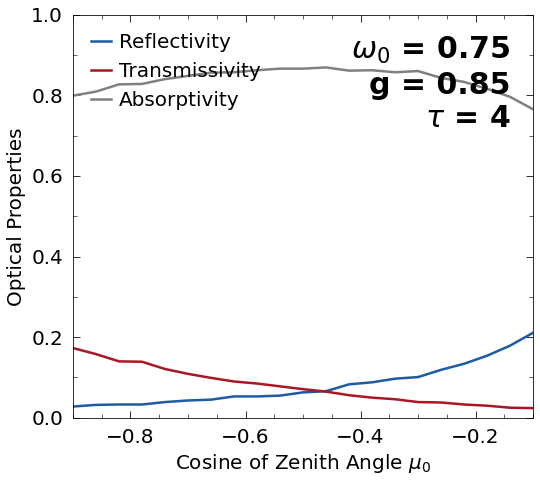 1.0
0.8
0.6
0.4
0.2
0.0
Optical Properties
Reflectivity
Transmissivity
Absorptivity
ω₀ = 0.75
g = 0.85
τ = 4
−0.8 −0.6 −0.4 −0.2
Cosine of Zenith Angle μ₀